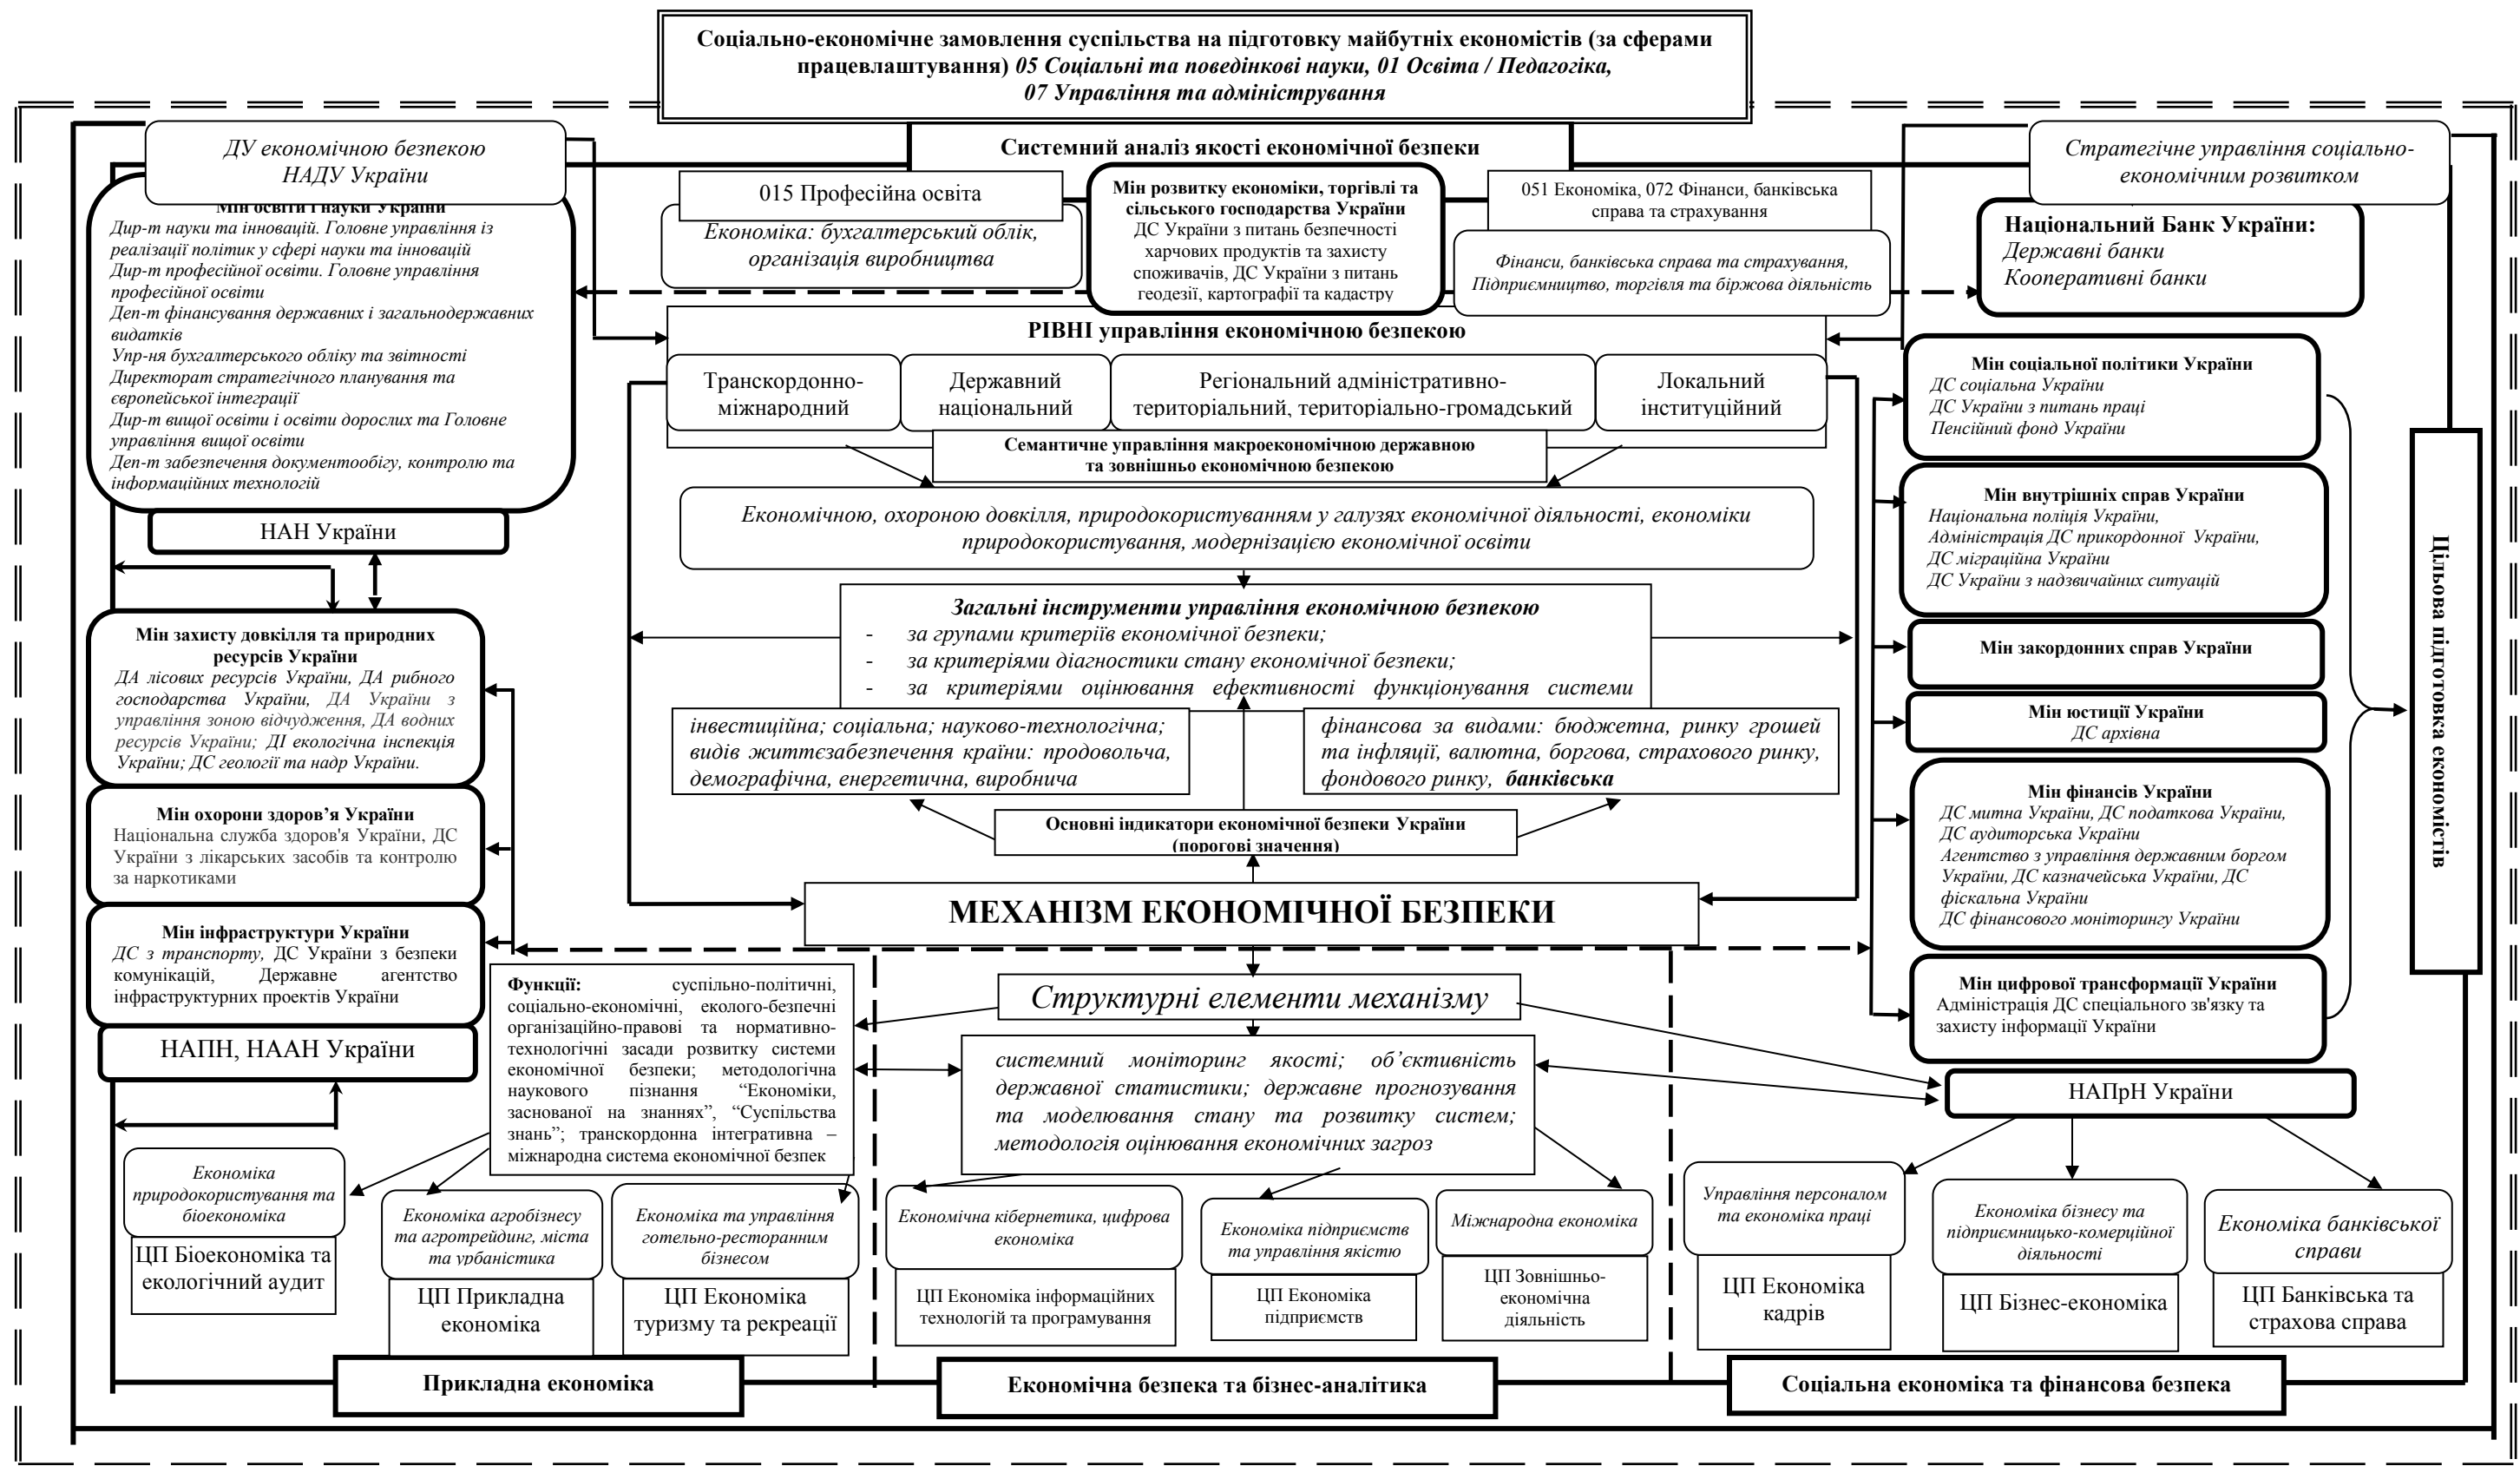 Соціально-економічне замовлення суспільства на підготовку майбутніх економістів (за сферами
працевлаштування) 05 Соціальні та поведінкові науки, 01 Освіта / Педагогіка,
07 Управління та адміністрування
ДУ економічною безпекою
НАДУ України
Системний аналіз якості економічної безпеки
Стратегічне управління соціально-
економічним розвитком
Мін освіти і науки України
Дир-т науки та інновацій. Головне управління із
реалізації політик у сфері науки та інновацій
Дир-т професійної освіти. Головне управління
професійної освіти
Деп-т фінансування державних і загальнодержавних
видатків
Упр-ня бухгалтерського обліку та звітності
Директорат стратегічного планування та
європейської інтеграції
Дир-т вищої освіти і освіти дорослих та Головне
управління вищої освіти
Деп-т забезпечення документообігу, контролю та
інформаційних технологій
015 Професійна освіта
Економіка: бухгалтерський облік,
організація виробництва
Мін розвитку економіки, торгівлі та
сільського господарства України
ДС України з питань безпечності
харчових продуктів та захисту
споживачів, ДС України з питань
геодезії, картографії та кадастру
051 Економіка, 072 Фінанси, банківська
справа та страхування
Фінанси, банківська справа та страхування,
Підприємництво, торгівля та біржова діяльність
Національний Банк України:
Державні банки
Кооперативні банки
РІВНІ управління економічною безпекою
Транскордонно-
міжнародний
Державний
національний
Регіональний адміністративно-
територіальний, територіально-громадський
Локальний
інституційний
Семантичне управління макроекономічною державною
та зовнішньо економічною безпекою
Економічною, охороною довкілля, природокористуванням у галузях економічної діяльності, економіки
природокористування, модернізацією економічної освіти
НАН України
Мін захисту довкілля та природних
ресурсів України
ДА лісових ресурсів України, ДА рибного
господарства України, ДА України з
управління зоною відчудження, ДА водних
ресурсів України; ДІ екологічна інспекція
України; ДС геології та надр України.
Мін охорони здоров’я України
Національна служба здоров'я України, ДС
України з лікарських засобів та контролю
за наркотиками
Мін інфраструктури України
ДС з транспорту, ДС України з безпеки
комунікацій, Державне агентство
інфраструктурних проектів України
НАПН, НААН України
Загальні інструменти управління економічною безпекою
- за групами критеріїв економічної безпеки;
- за критеріями діагностики стану економічної безпеки;
- за критеріями оцінювання ефективності функціонування системи
інвестиційна; соціальна; науково-технологічна;
видів життєзабезпечення країни: продовольча,
демографічна, енергетична, виробнича
фінансова за видами: бюджетна, ринку грошей
та інфляції, валютна, боргова, страхового ринку,
фондового ринку, банківська
Основні індикатори економічної безпеки України
(порогові значення)
МЕХАНІЗМ ЕКОНОМІЧНОЇ БЕЗПЕКИ
Мін соціальної політики України
ДС соціальна України
ДС України з питань праці
Пенсійний фонд України
Мін внутрішніх справ України
Національна поліція України,
Адміністрація ДС прикордонної України,
ДС міграційна України
ДС України з надзвичайних ситуацій
Мін закордонних справ України
Мін юстиції України
ДС архівна
Мін фінансів України
ДС митна України, ДС податкова України,
ДС аудиторська України
Агентство з управління державним боргом
України, ДС казначейська України, ДС
фіскальна України
ДС фінансового моніторингу України
Мін цифрової трансформації України
Адміністрація ДС спеціального зв'язку та
захисту інформації України
НАПрН України
Цільова підготовка економістів
Функції: суспільно-політичні,
соціально-економічні, еколого-безпечні
організаційно-правові та нормативно-
технологічні засади розвитку системи
економічної безпеки; методологічна
наукового пізнання “Економіки,
заснованої на знаннях”, “Суспільства
знань”; транскордонна інтегративна –
міжнародна система економічної безпек
Структурні елементи механізму
системний моніторинг якості; об’єктивність
державної статистики; державне прогнозування
та моделювання стану та розвитку систем;
методологія оцінювання економічних загроз
Економіка
природокористування та
біоекономіка
ЦП Біоекономіка та
екологічний аудит
Економіка агробізнесу
та агротрейдинг, міста
та урбаністика
ЦП Прикладна
економіка
Економіка та управління
готельно-ресторанним
бізнесом
ЦП Економіка
туризму та рекреації
Економічна кібернетика, цифрова
економіка
ЦП Економіка інформаційних
технологій та програмування
Економіка підприємств
та управління якістю
ЦП Економіка
підприємств
Міжнародна економіка
ЦП Зовнішньо-
економічна
діяльність
Управління персоналом
та економіка праці
ЦП Економіка
кадрів
Економіка бізнесу та
підприємницько-комерційної
діяльності
ЦП Бізнес-економіка
Економіка банківської
справи
ЦП Банківська та
страхова справа
Прикладна економіка
Економічна безпека та бізнес-аналітика
Соціальна економіка та фінансова безпека